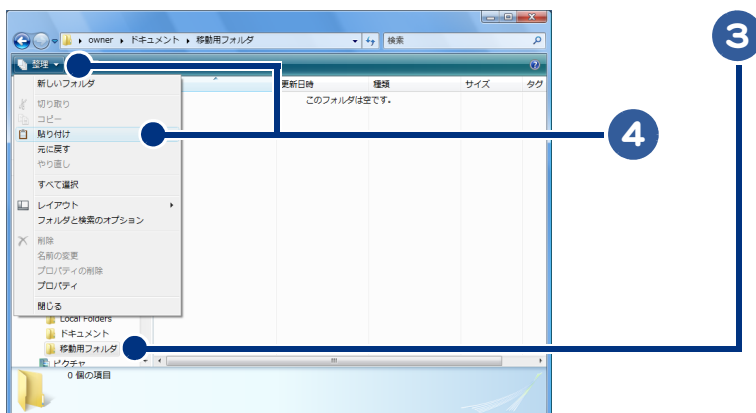 owner ▸ ドキュメント ▸ 移動用フォルダ
検索
整理
新しいフォルダ
切り取り
コピー
貼り付け
元に戻す
やり直し
すべて選択
レイアウト
フォルダと検索のオプション
削除
名前の変更
プロパティの削除
プロパティ
閉じる
更新日時 種類 サイズ タグ
このフォルダは空です。
Local Folders
ドキュメント
移動用フォルダ
ピクチャ
0 個の項目
3
4